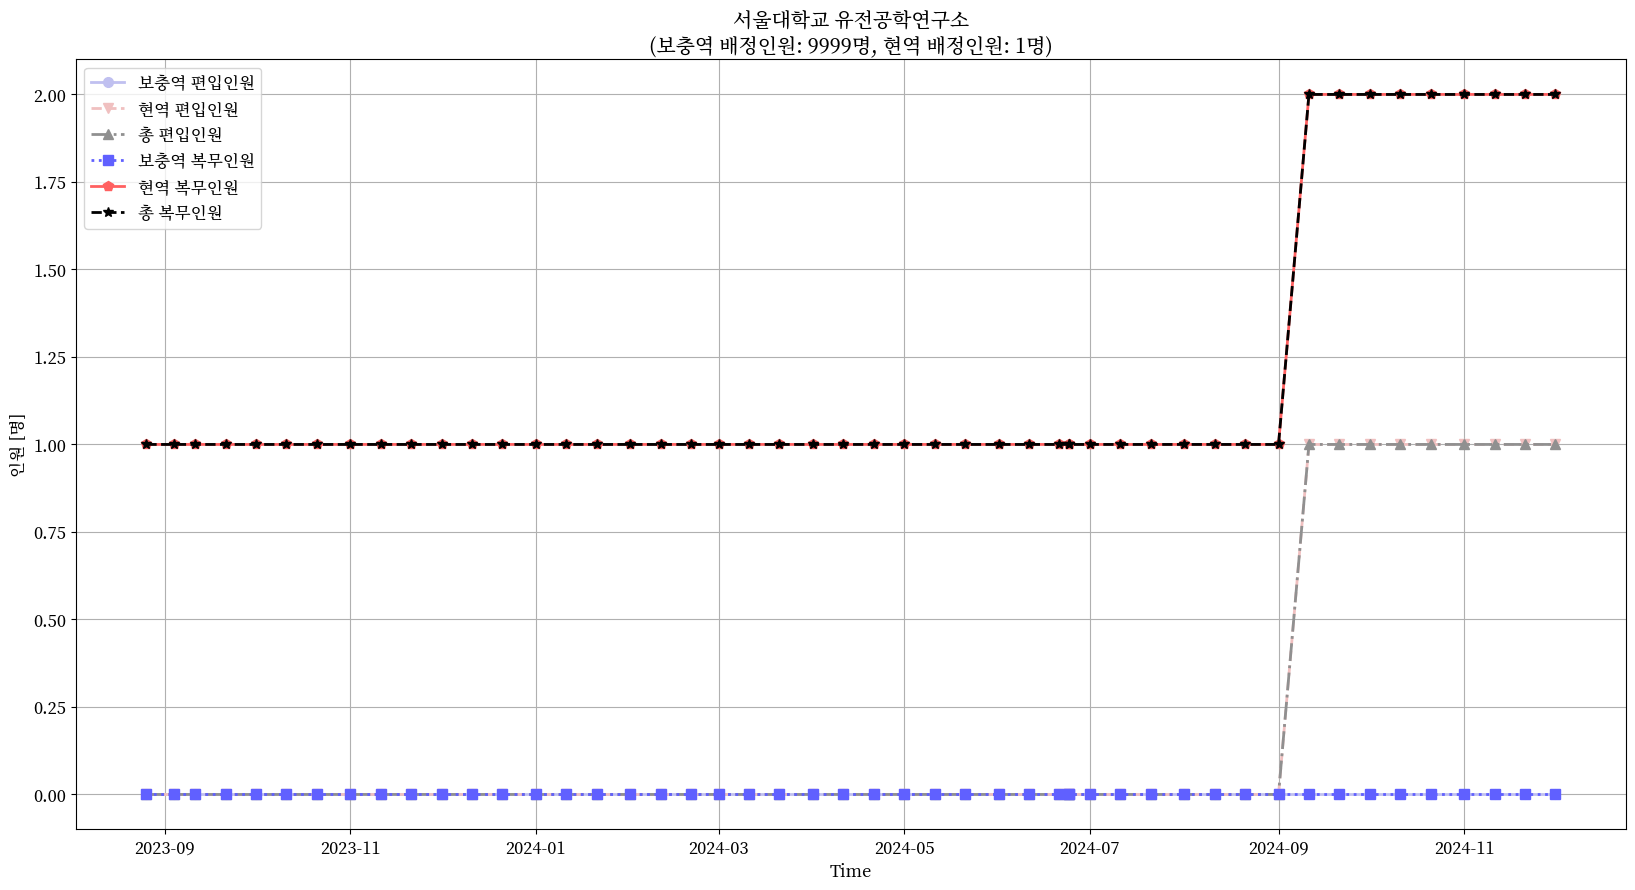 서울대학교 유전공학연구소
(보충역 배정인원: 9999명, 현역 배정인원: 1명)
보충역 편입인원
현역 편입인원
총 편입인원
보충역 복무인원
현역 복무인원
총 복무인원
2.00
1.75
1.50
1.25
1.00
0.75
0.50
0.25
0.00
인원 [명]
2023-09
2023-11
2024-01
2024-03
2024-05
2024-07
2024-09
2024-11
Time